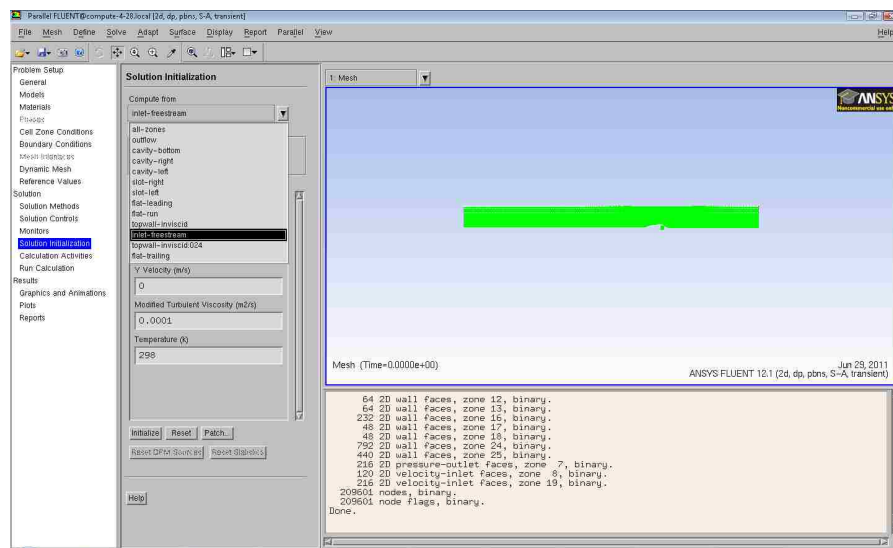 Parallel FLUENT@compute-4-28.local [2d, dp, pbns, S-A, transient]
File Mesh Define Solve Adapt Surface Display Report Parallel View Help
Problem Setup
General
Models
Materials
Phases
Cell Zone Conditions
Boundary Conditions
Mesh Interfaces
Dynamic Mesh
Reference Values
Solution
Solution Methods
Solution Controls
Monitors
Solution Initialization
Calculation Activities
Run Calculation
Results
Graphics and Animations
Plots
Reports
Solution Initialization
Compute from
inlet-freestream
all-zones
outflow
cavity-bottom
cavity-right
cavity-left
slot-right
slot-left
flat-leading
flat-run
topwall-inviscid
inlet-freestream
topwall-inviscid:024
flat-trailing
Y Velocity (m/s)
0
Modified Turbulent Viscosity (m2/s)
0.0001
Temperature (k)
298
Initialize Reset Patch...
Reset DPM Sources Reset Statistics
Help
1: Mesh
ANSYS
Noncommercial use only
Mesh (Time=0.0000e+00)
Jun 29, 2011
ANSYS FLUENT 12.1 (2d, dp, pbns, S-A, transient)
64 2D wall faces, zone 12, binary.
64 2D wall faces, zone 13, binary.
232 2D wall faces, zone 16, binary.
48 2D wall faces, zone 17, binary.
48 2D wall faces, zone 18, binary.
792 2D wall faces, zone 24, binary.
440 2D wall faces, zone 25, binary.
216 2D pressure-outlet faces, zone 7, binary.
120 2D velocity-inlet faces, zone 8, binary.
216 2D velocity-inlet faces, zone 19, binary.
209601 nodes, binary.
209601 node flags, binary.
Done.